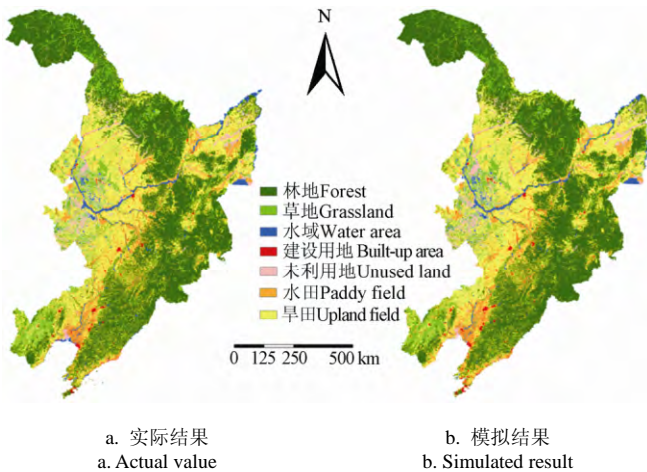 N
林地Forest
草地Grassland
水域Water area
建设用地 Built-up area
未利用地Unused land
水田Paddy field
旱田Upland field
0 125 250 500 km
a. 实际结果
a. Actual value
b. 模拟结果
b. Simulated result